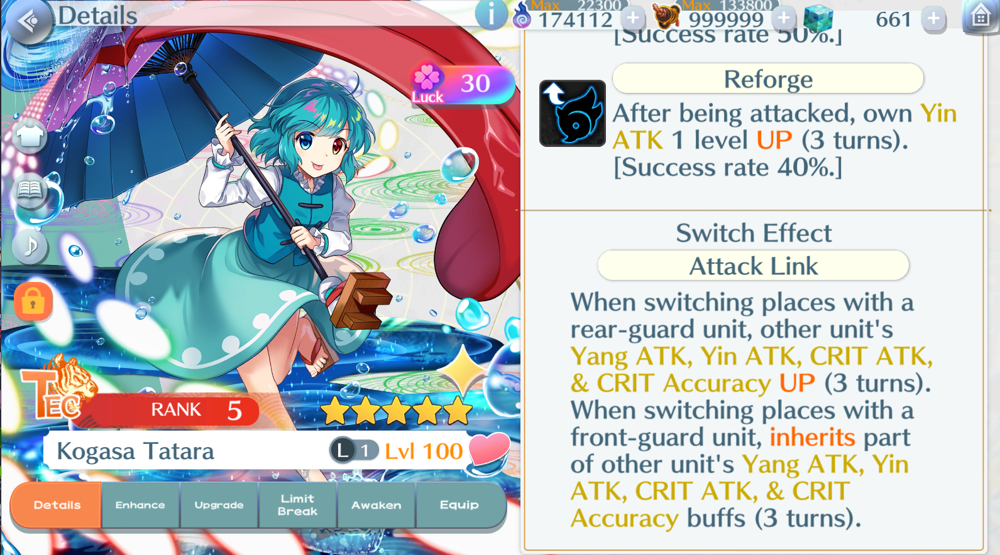 Details
i
Max 22300
174112
Max 133800
999999
661
Luck
30
TEC
RANK 5
Kogasa Tatara
L 1
Lvl 100
Details
Enhance
Upgrade
Limit
Break
Awaken
Equip
[Success rate 50%.]
Reforge
After being attacked, own Yin
ATK 1 level UP (3 turns).
[Success rate 40%.]
Switch Effect
Attack Link
When switching places with a
rear-guard unit, other unit's
Yang ATK, Yin ATK, CRIT ATK,
& CRIT Accuracy UP (3 turns).
When switching places with a
front-guard unit, inherits part
of other unit's Yang ATK, Yin
ATK, CRIT ATK, & CRIT
Accuracy buffs (3 turns).